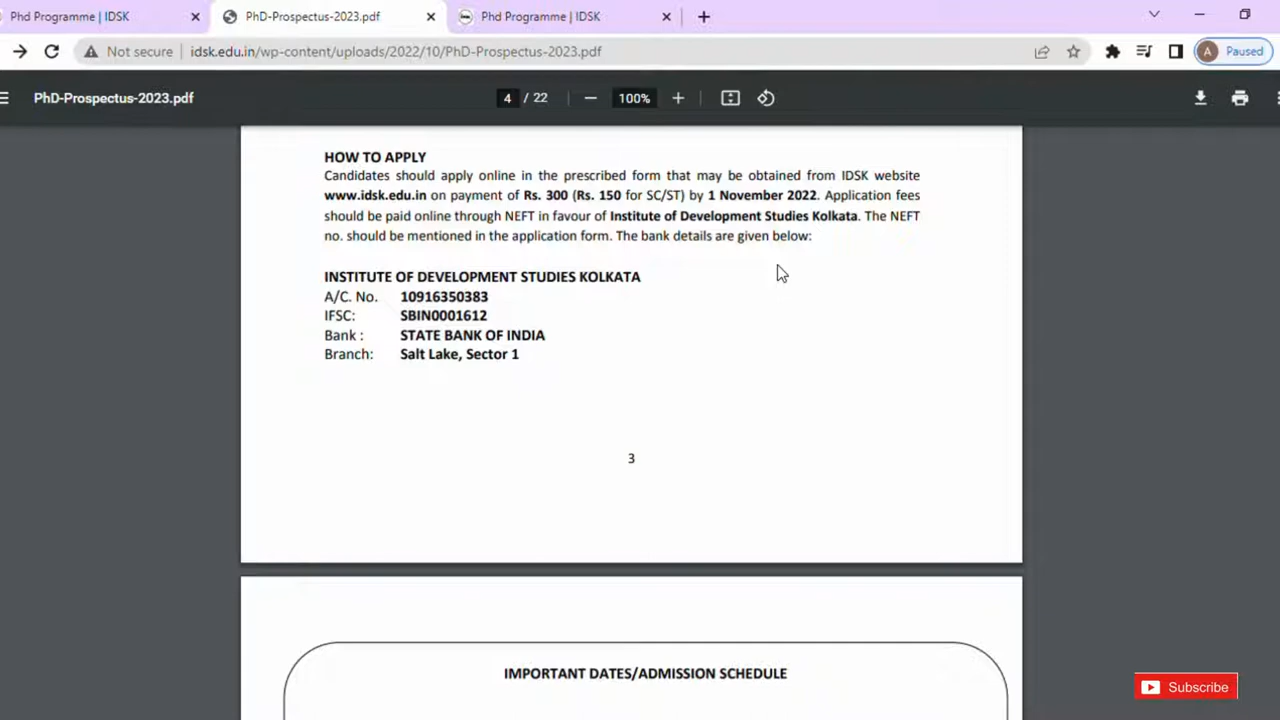 Phd Programme | IDSK
PhD-Prospectus-2023.pdf
Phd Programme | IDSK
Not secure
idsk.edu.in/wp-content/uploads/2022/10/PhD-Prospectus-2023.pdf
A
Paused
PhD-Prospectus-2023.pdf
4 / 22
100%
HOW TO APPLY
Candidates should apply online in the prescribed form that may be obtained from IDSK website
www.idsk.edu.in on payment of Rs. 300 (Rs. 150 for SC/ST) by 1 November 2022. Application fees
should be paid online through NEFT in favour of Institute of Development Studies Kolkata. The NEFT
no. should be mentioned in the application form. The bank details are given below:
INSTITUTE OF DEVELOPMENT STUDIES KOLKATA
A/C. No. 10916350383
IFSC: SBIN0001612
Bank : STATE BANK OF INDIA
Branch: Salt Lake, Sector 1
3
IMPORTANT DATES/ADMISSION SCHEDULE
Subscribe